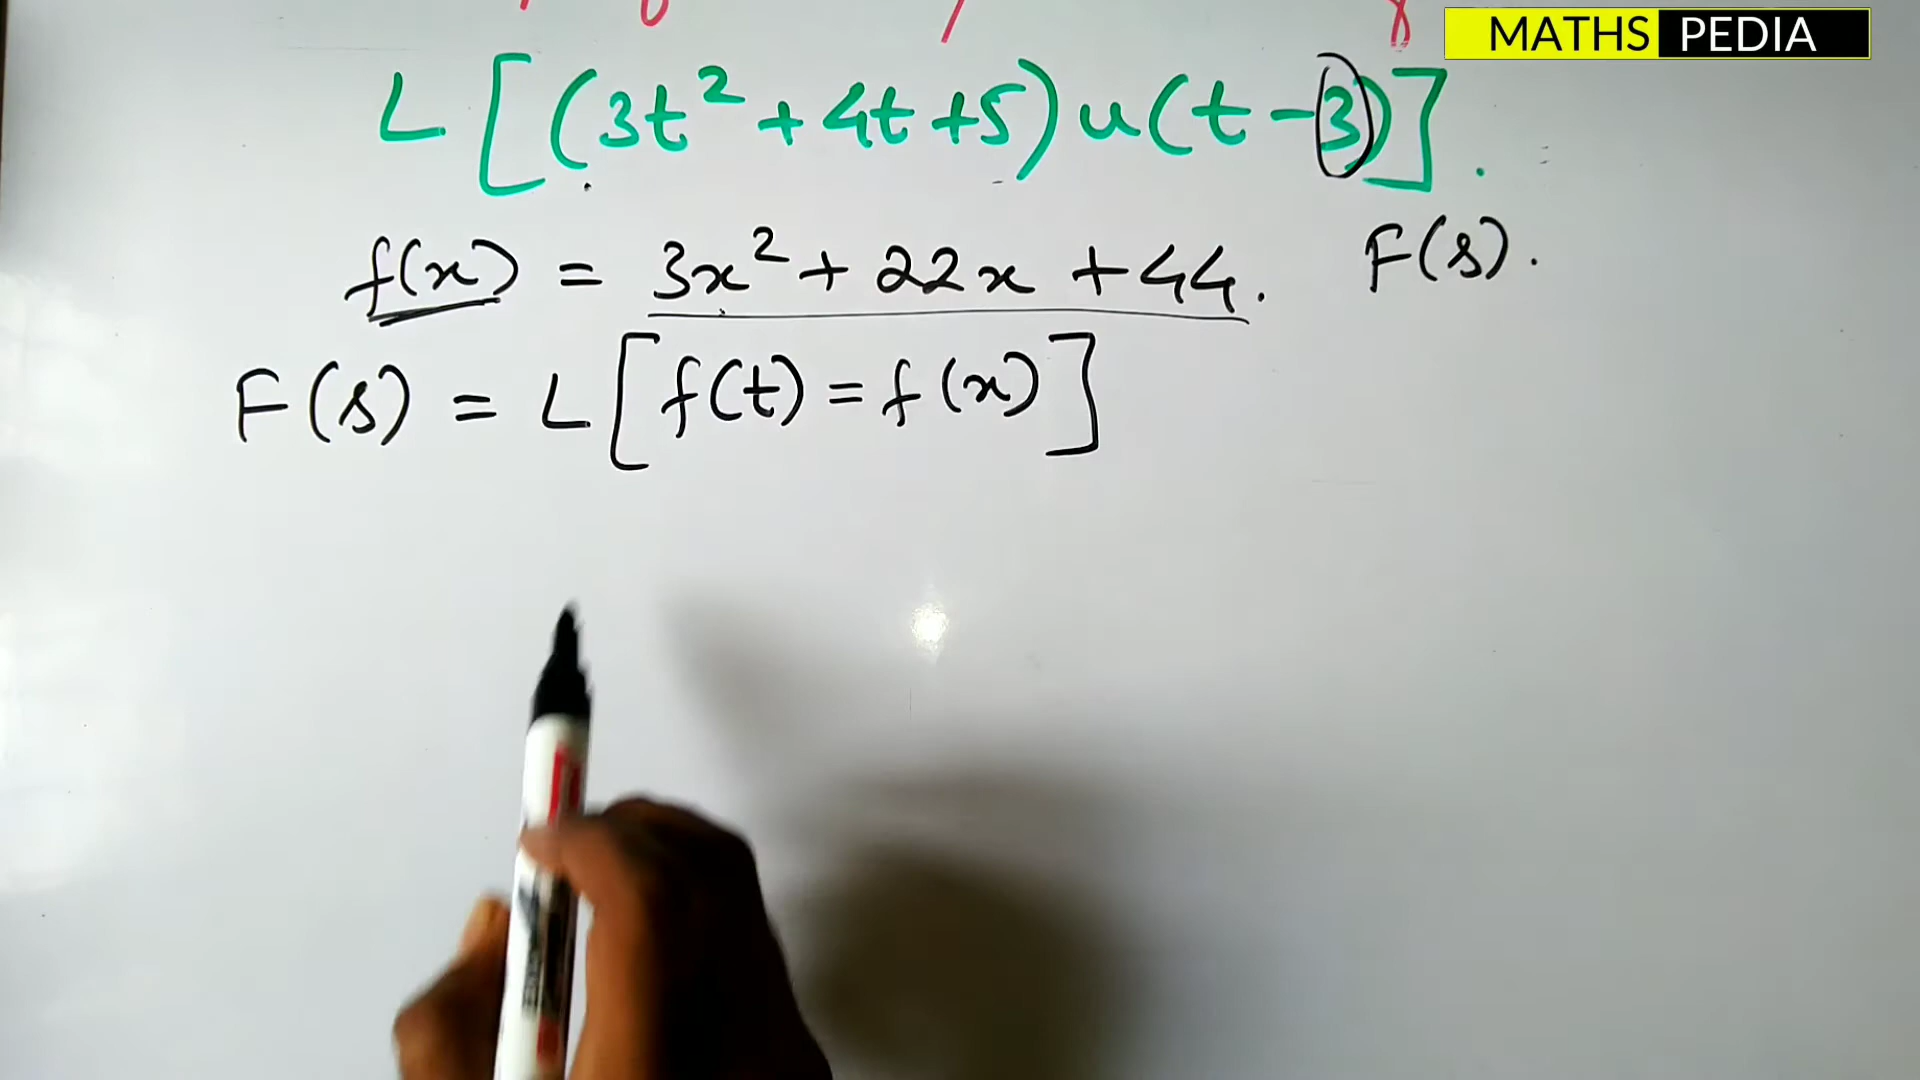 MATHS PEDIA
L[(3t²+4t+5)u(t-3)].
f(x) = 3x²+22x+44. F(s).
F(s) = L[f(t)=f(x)]